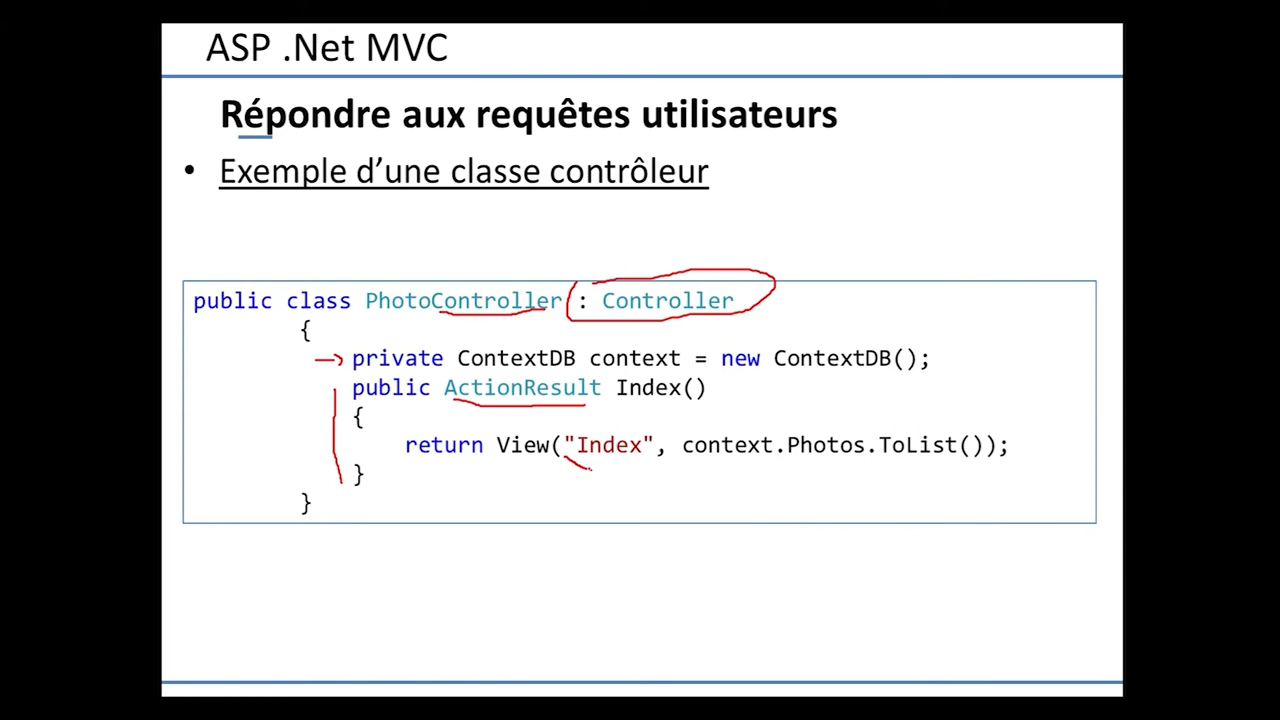 ASP .Net MVC
Répondre aux requêtes utilisateurs
• Exemple d’une classe contrôleur
public class PhotoController : Controller
{
private ContextDB context = new ContextDB();
public ActionResult Index()
{
return View("Index", context.Photos.ToList());
}
}